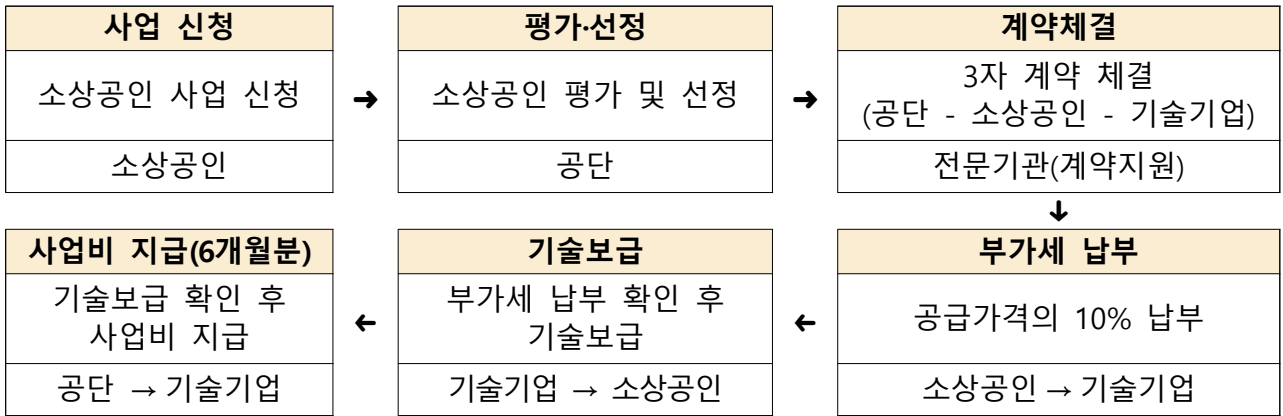 사업 신청
소상공인 사업 신청
소상공인
➜
평가·선정
소상공인 평가 및 선정
공단
➜
계약체결
3자 계약 체결
(공단 - 소상공인 - 기술기업)
전문기관(계약지원)
↓
부가세 납부
공급가격의 10% 납부
소상공인 → 기술기업
←
기술보급
부가세 납부 확인 후
기술보급
기술기업 → 소상공인
←
사업비 지급(6개월분)
기술보급 확인 후
사업비 지급
공단 → 기술기업